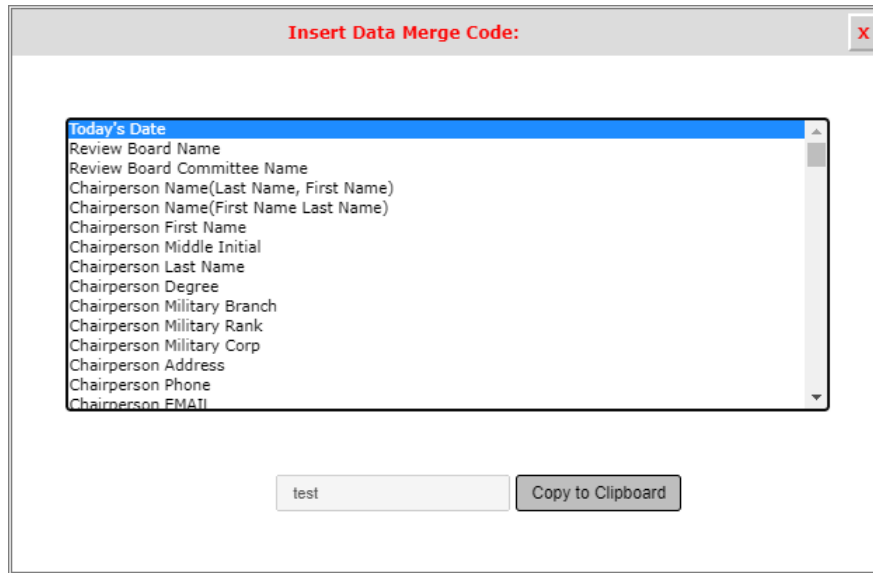 Insert Data Merge Code:
X
Today's Date
Review Board Name
Review Board Committee Name
Chairperson Name(Last Name, First Name)
Chairperson Name(First Name Last Name)
Chairperson First Name
Chairperson Middle Initial
Chairperson Last Name
Chairperson Degree
Chairperson Military Branch
Chairperson Military Rank
Chairperson Military Corp
Chairperson Address
Chairperson Phone
Chairperson EMAIL
test
Copy to Clipboard